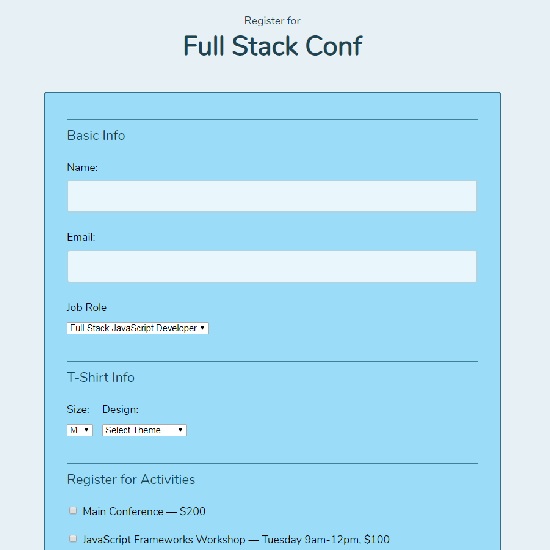 Register for
Full Stack Conf
Basic Info
Name:
Email:
Job Role
Full Stack JavaScript Developer
T-Shirt Info
Size: Design:
M Select Theme
Register for Activities
Main Conference — $200
JavaScript Frameworks Workshop — Tuesday 9am-12pm, $100